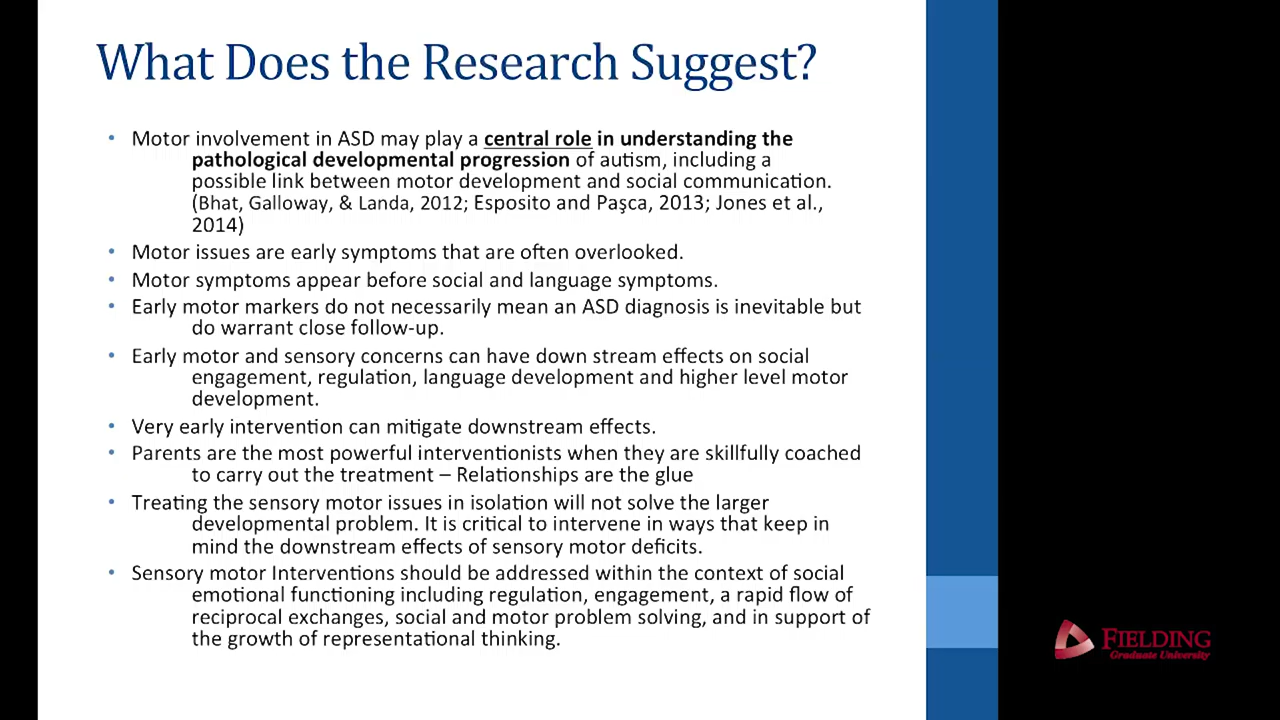 What Does the Research Suggest?
• Motor involvement in ASD may play a central role in understanding the
pathological developmental progression of autism, including a
possible link between motor development and social communication.
(Bhat, Galloway, & Landa, 2012; Esposito and Paşca, 2013; Jones et al.,
2014)
• Motor issues are early symptoms that are often overlooked.
• Motor symptoms appear before social and language symptoms.
• Early motor markers do not necessarily mean an ASD diagnosis is inevitable but
do warrant close follow-up.
• Early motor and sensory concerns can have down stream effects on social
engagement, regulation, language development and higher level motor
development.
• Very early intervention can mitigate downstream effects.
• Parents are the most powerful interventionists when they are skillfully coached
to carry out the treatment – Relationships are the glue
• Treating the sensory motor issues in isolation will not solve the larger
developmental problem. It is critical to intervene in ways that keep in
mind the downstream effects of sensory motor deficits.
• Sensory motor Interventions should be addressed within the context of social
emotional functioning including regulation, engagement, a rapid flow of
reciprocal exchanges, social and motor problem solving, and in support of
the growth of representational thinking.
FIELDING
Graduate University